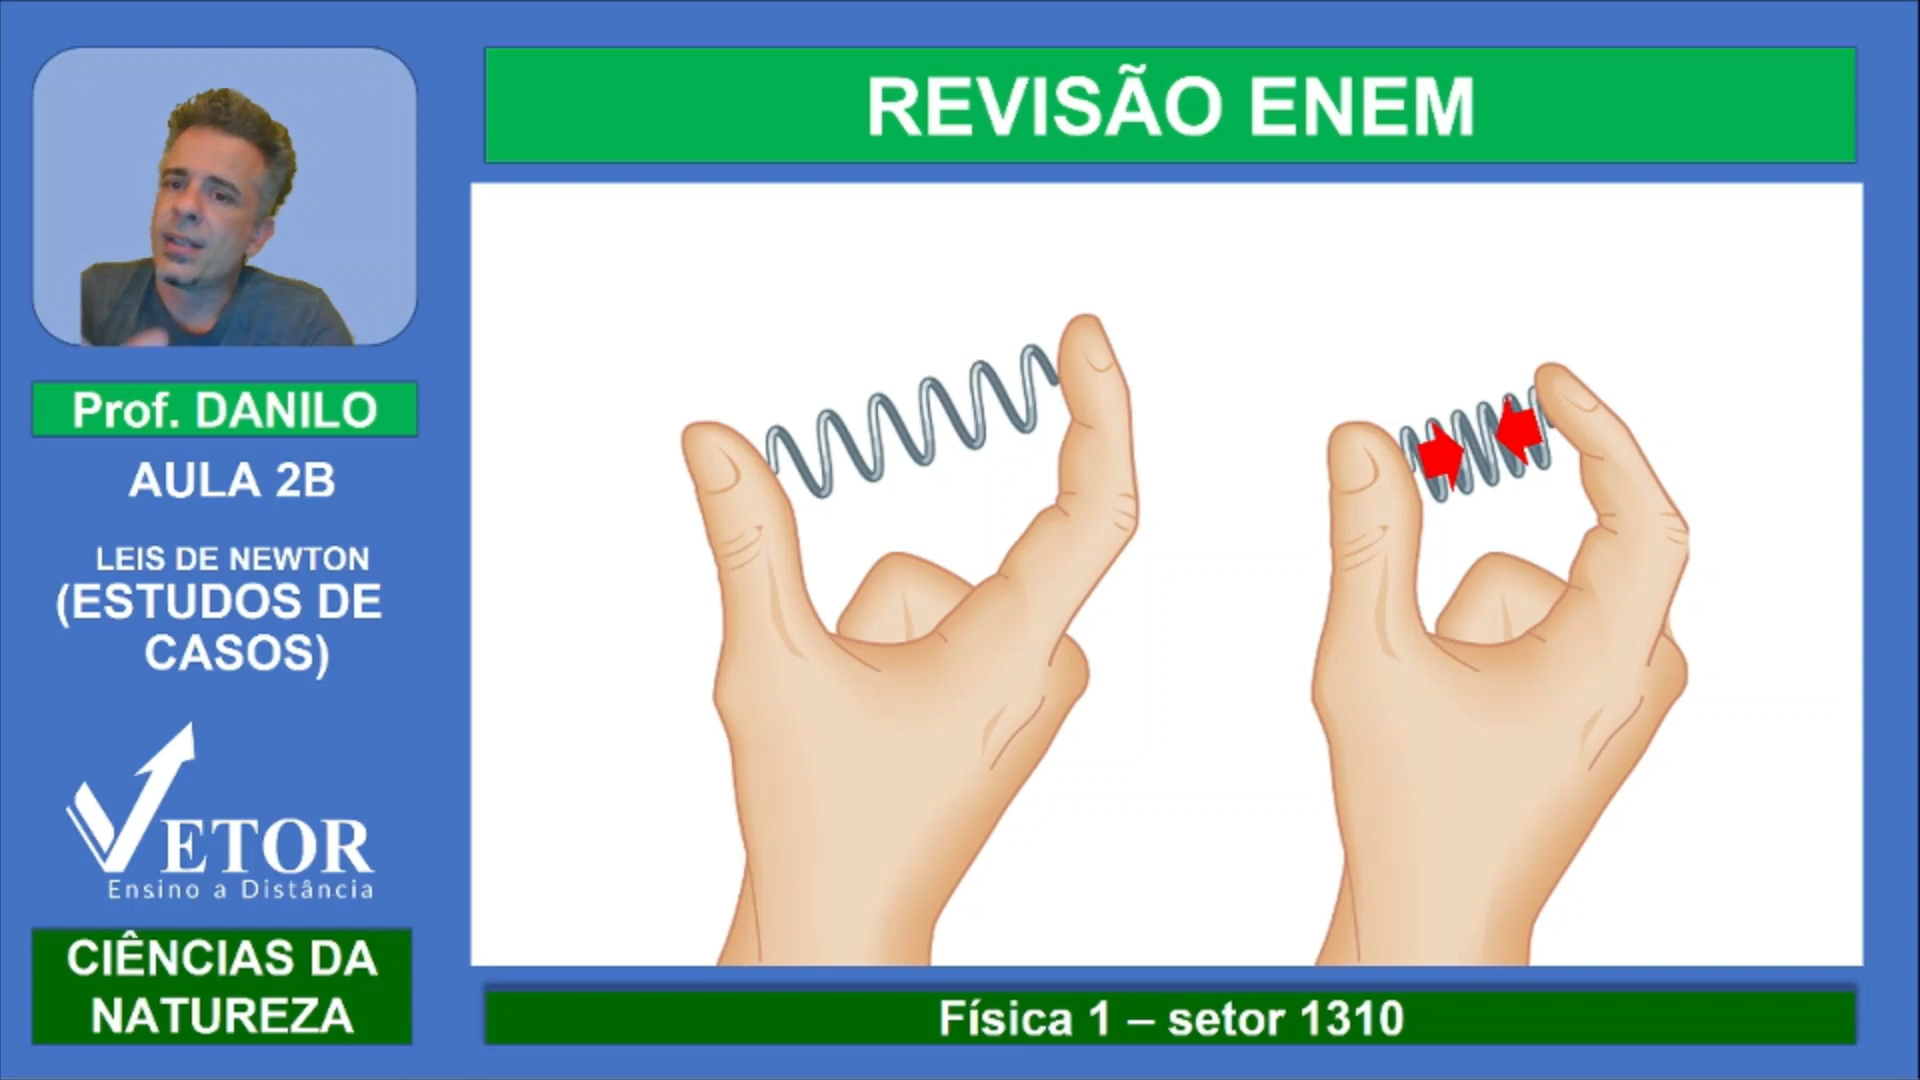 REVISÃO ENEM
Prof. DANILO
AULA 2B
LEIS DE NEWTON
(ESTUDOS DE
CASOS)
VETOR
Ensino a Distância
CIÊNCIAS DA
NATUREZA
Física 1 – setor 1310